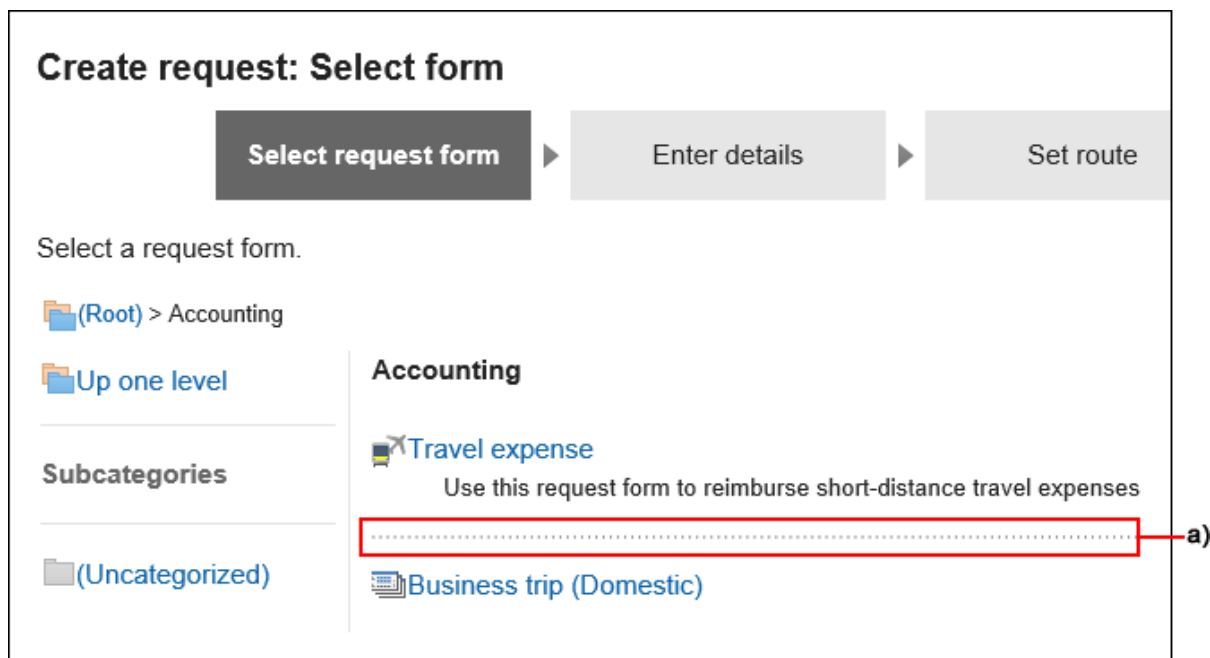 Create request: Select form
Select request form
Enter details
Set route
Select a request form.
(Root) > Accounting
Up one level
Subcategories
(Uncategorized)
Accounting
Travel expense
Use this request form to reimburse short-distance travel expenses
a)
Business trip (Domestic)